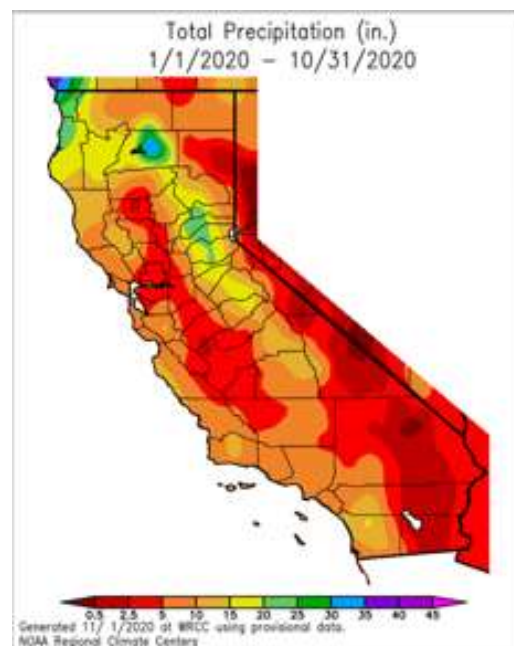 Total Precipitation (in.)
1/1/2020 – 10/31/2020
0.5 2.5 5 10 15 20 25 30 35 40 45
Generated 11/ 1/2020 at WRCC using provisional data.
NOAA Regional Climate Centers